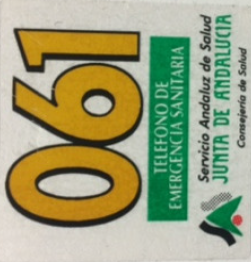 061
TELEFONO DE
EMERGENCIA SANITARIA
Servicio Andaluz de Salud
JUNTA DE ANDALUCIA
Consejería de Salud